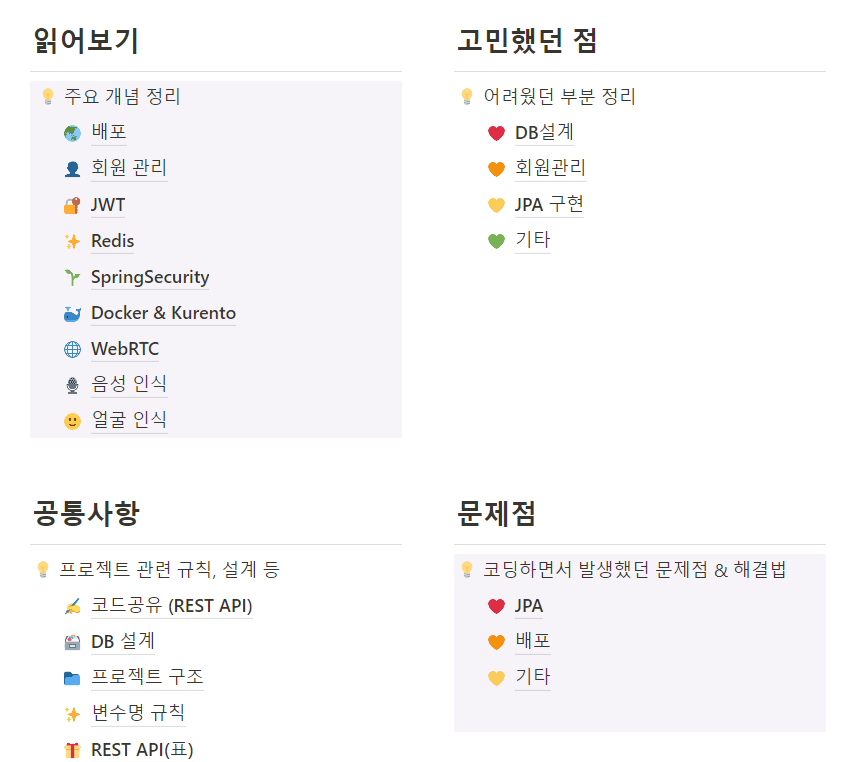 읽어보기
주요 개념 정리
배포
회원 관리
JWT
Redis
SpringSecurity
Docker & Kurento
WebRTC
음성 인식
얼굴 인식
고민했던 점
어려웠던 부분 정리
DB설계
회원관리
JPA 구현
기타
공통사항
프로젝트 관련 규칙, 설계 등
코드공유 (REST API)
DB 설계
프로젝트 구조
변수명 규칙
REST API(표)
문제점
코딩하면서 발생했던 문제점 & 해결법
JPA
배포
기타